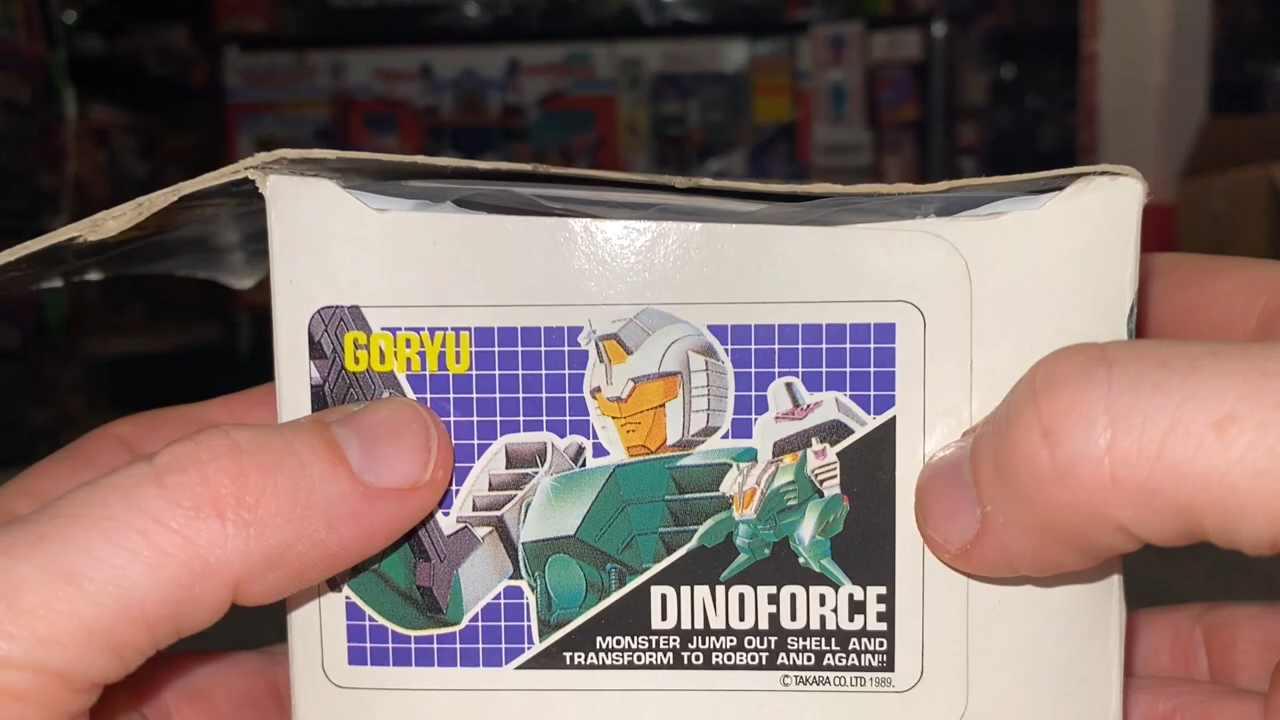 GORYU
DINOFORCE
MONSTER JUMP OUT SHELL AND
TRANSFORM TO ROBOT AND AGAIN!!
© TAKARA CO. LTD. 1989.